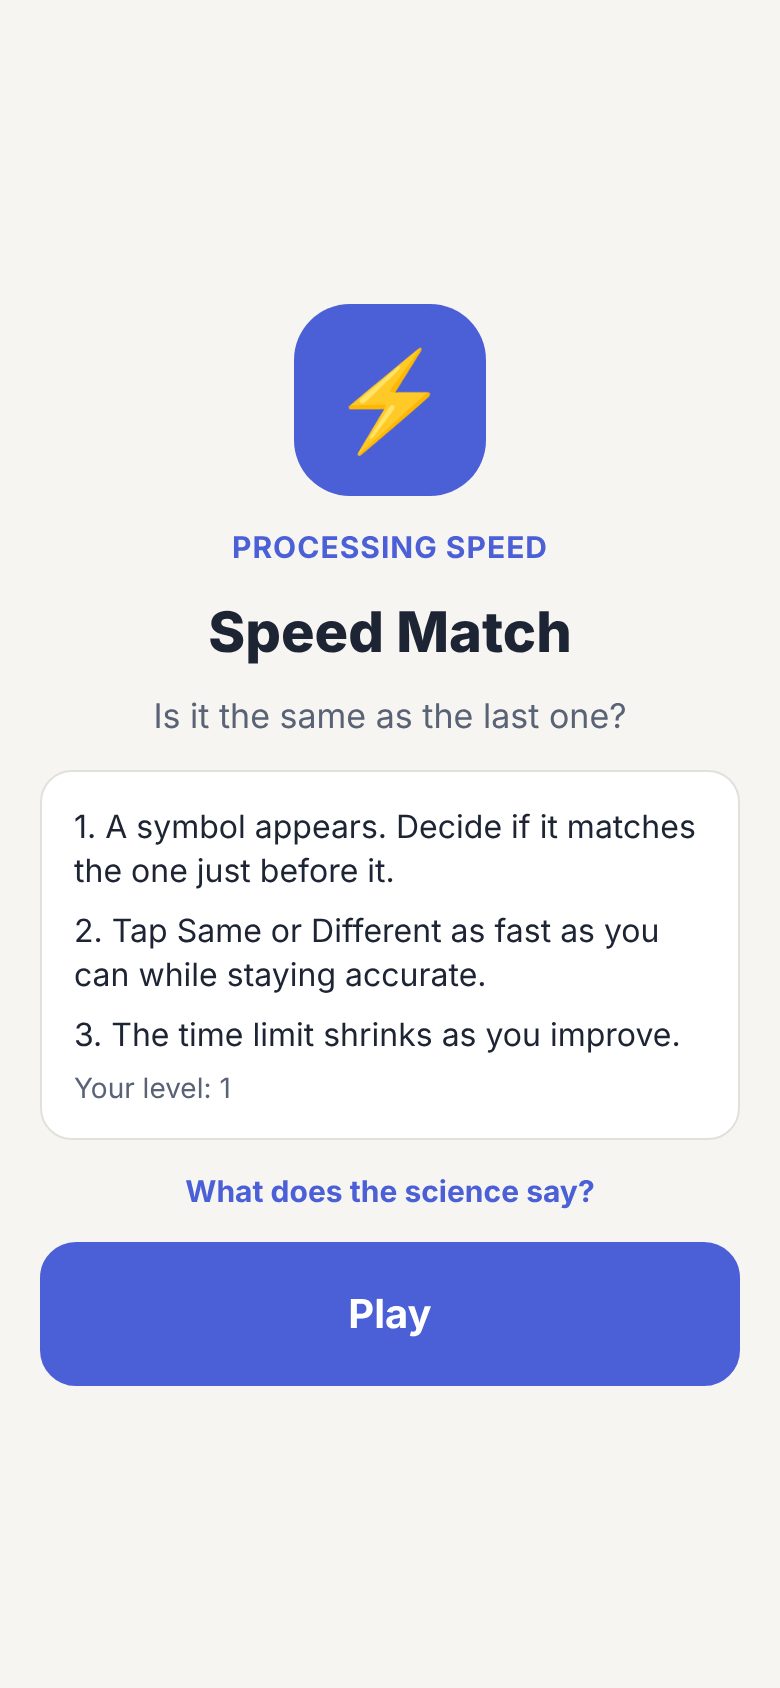 PROCESSING SPEED
Speed Match
Is it the same as the last one?
1. A symbol appears. Decide if it matches
the one just before it.
2. Tap Same or Different as fast as you
can while staying accurate.
3. The time limit shrinks as you improve.
Your level: 1
What does the science say?
Play